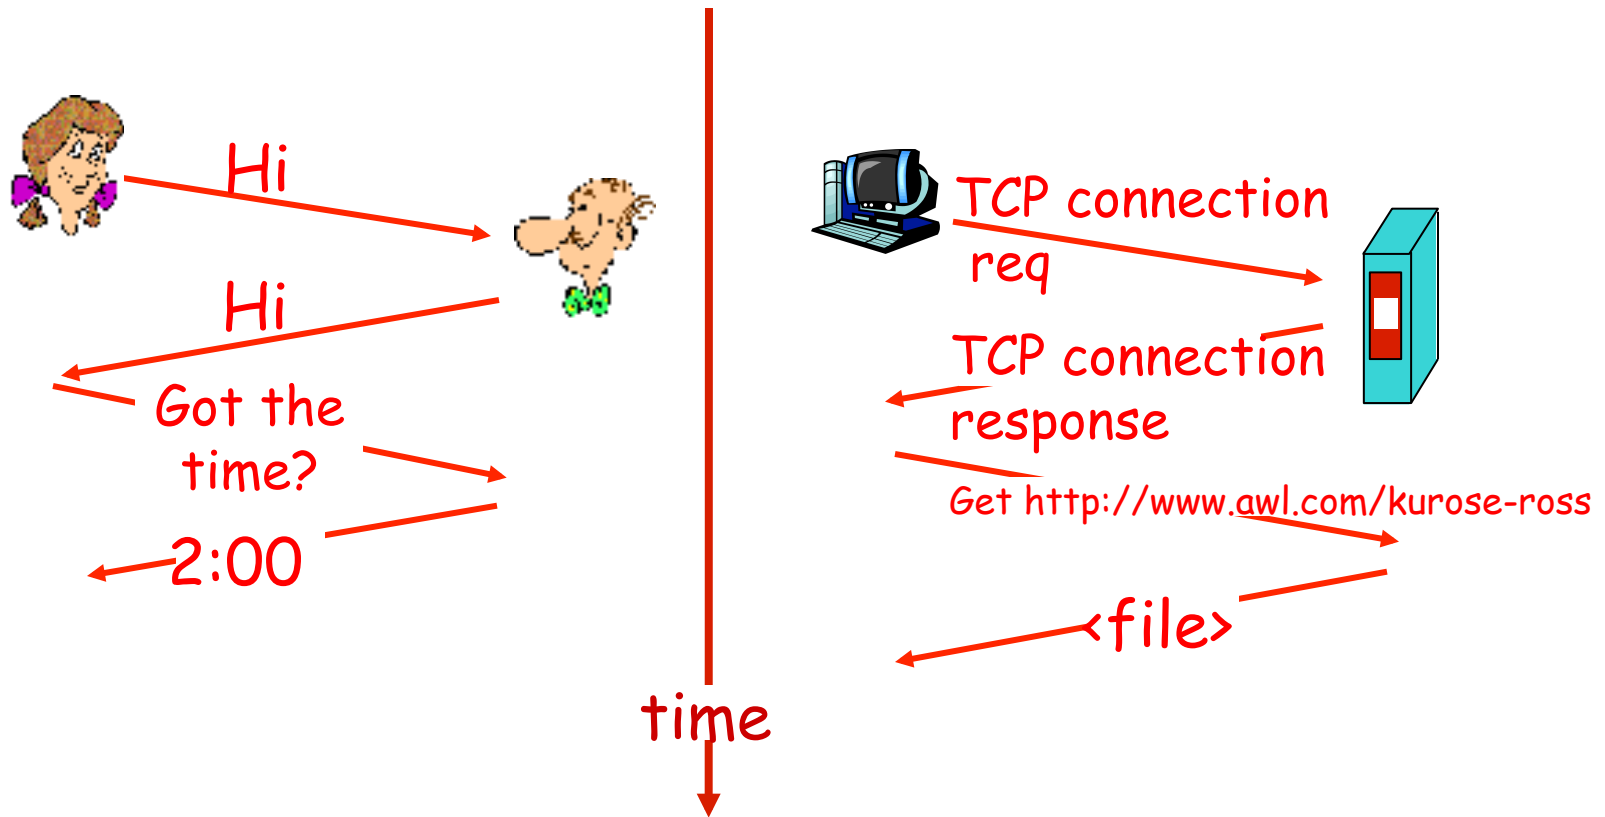 Hi
Hi
Got the
time?
2:00
TCP connection
req
TCP connection
response
Get http://www.awl.com/kurose-ross
<file>
time